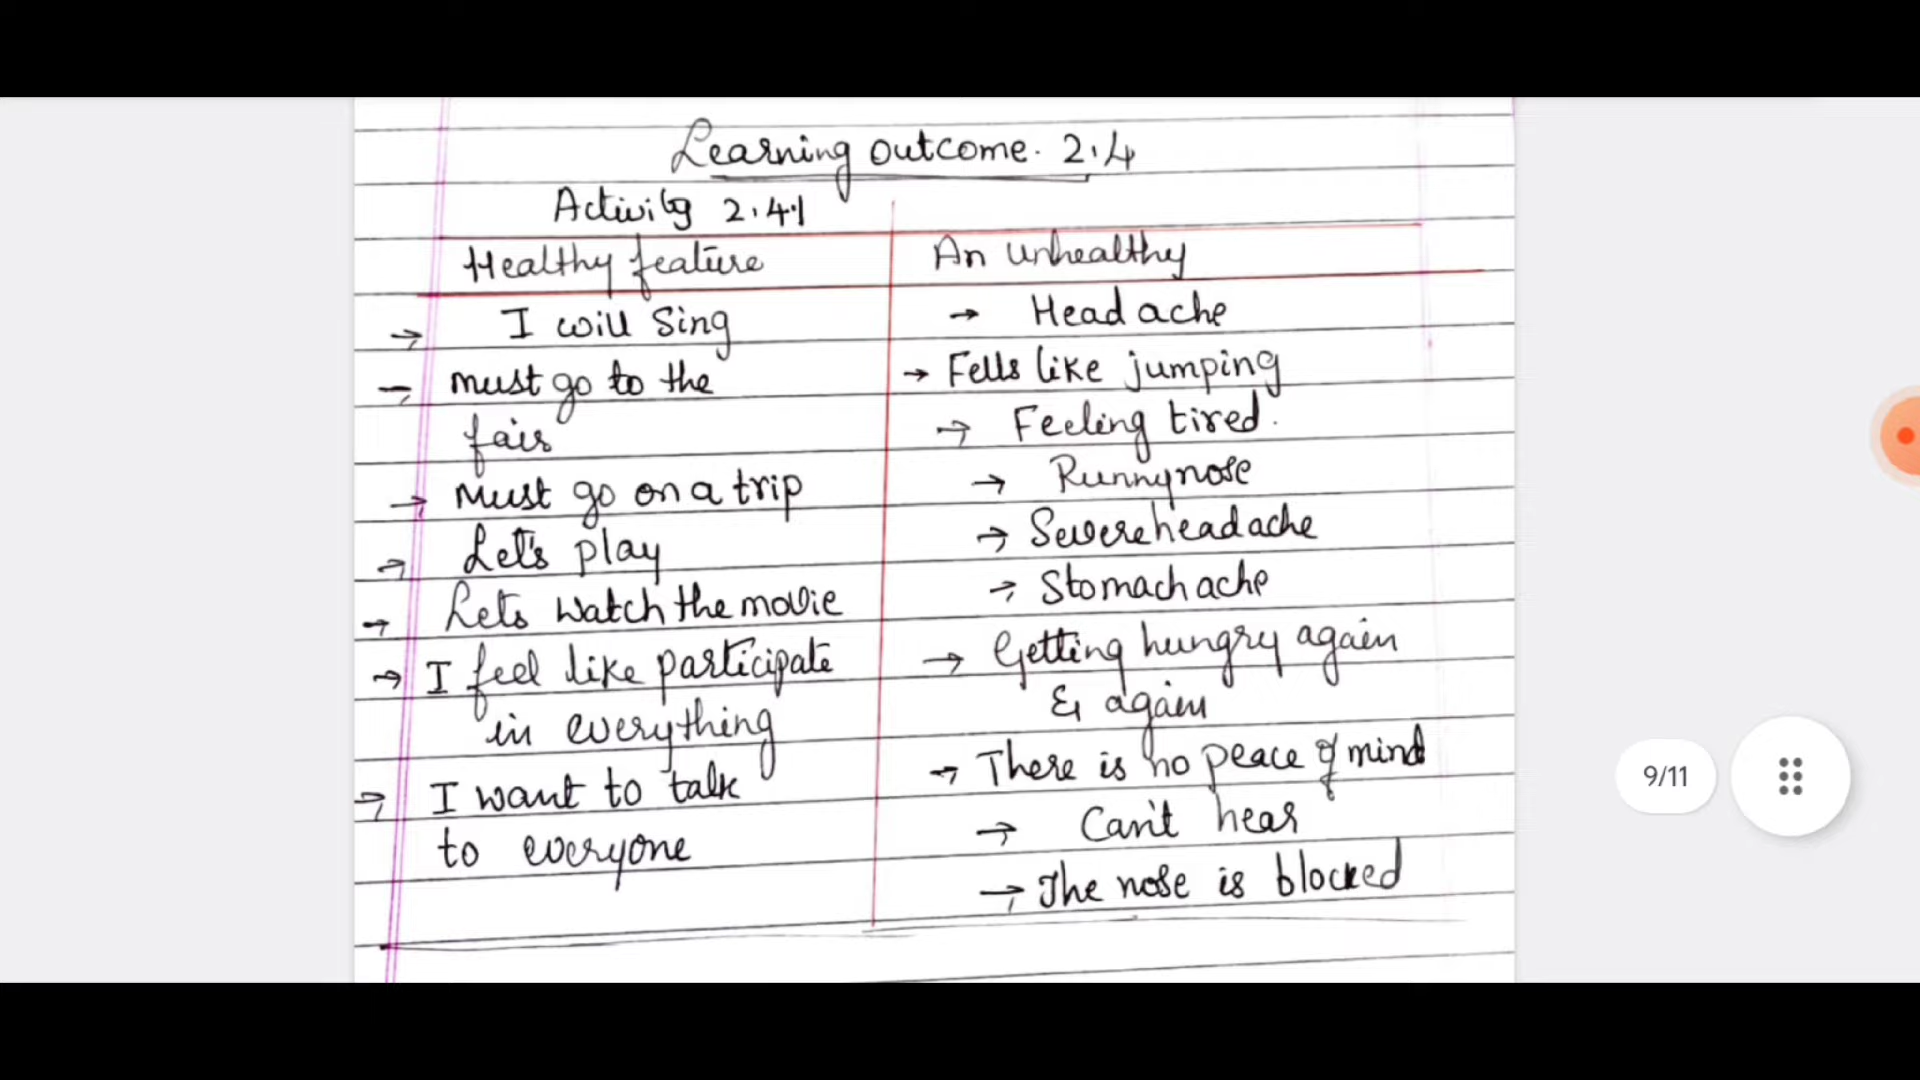 Learning outcome. 2.4
Activity 2.4.1
Healthy feature
→ I will Sing
→ must go to the
fair
→ Must go on a trip
→ Let's play
→ Lets watch the movie
→ I feel like participate
in everything
→ I want to talk
to everyone
An unhealthy
→ Head ache
→ Fells like jumping
→ Feeling tired.
→ Runnynose
→ Severe headache
→ Stomach ache
→ Getting hungry again
& again
→ There is no peace of mind
→ Can't hear
→ The nose is blocked
9/11